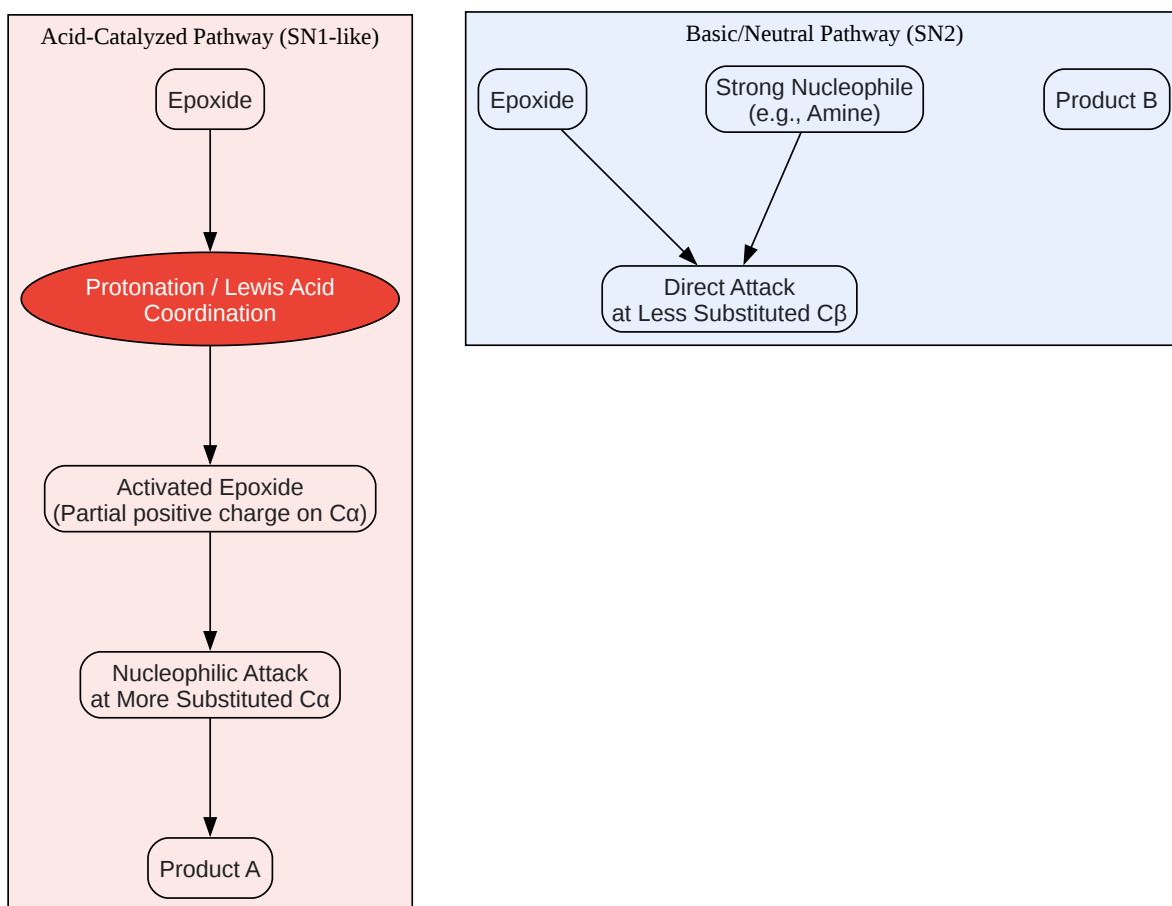 Acid-Catalyzed Pathway (SN1-like)
Epoxide
Protonation / Lewis Acid
Coordination
Activated Epoxide
(Partial positive charge on Cα)
Nucleophilic Attack
at More Substituted Cα
Product A
Basic/Neutral Pathway (SN2)
Epoxide
Strong Nucleophile
(e.g., Amine)
Product B
Direct Attack
at Less Substituted Cβ